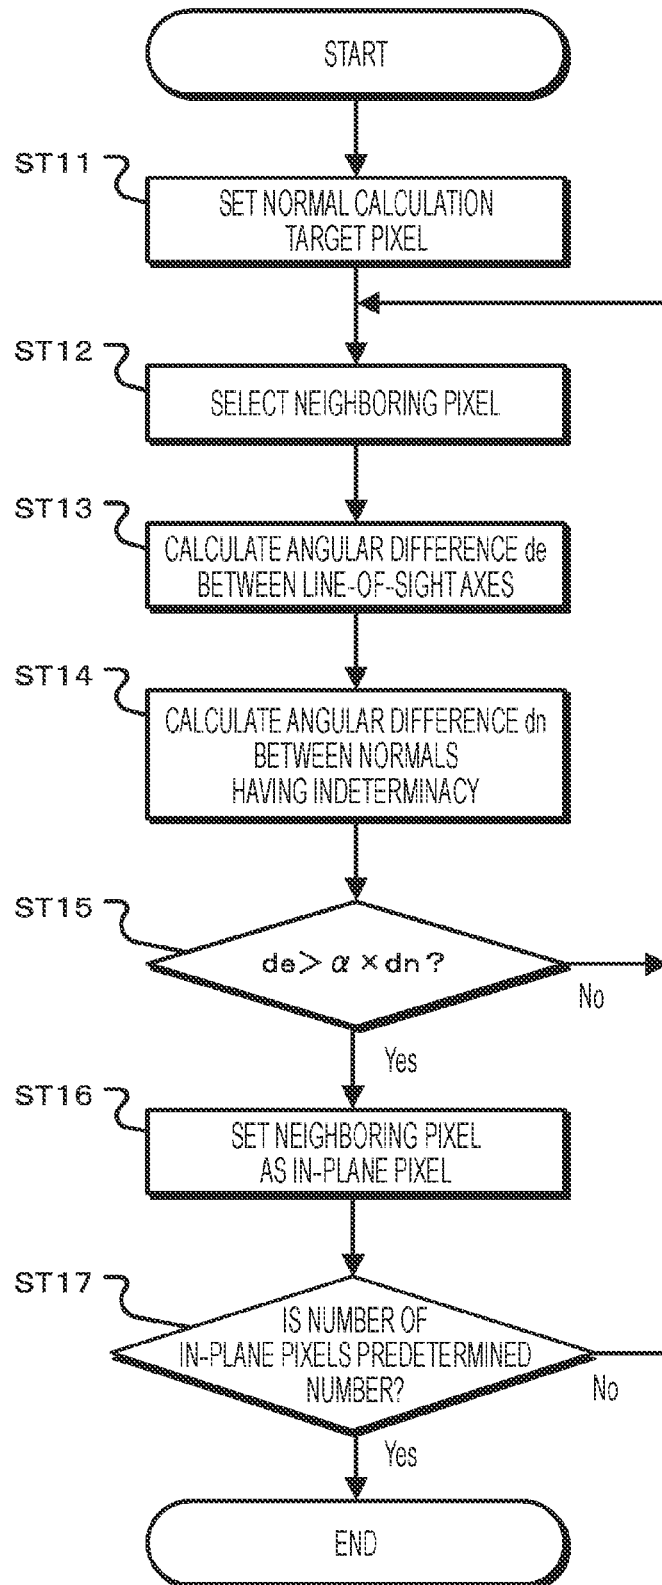 START
ST11
SET NORMAL CALCULATION
TARGET PIXEL
ST12
SELECT NEIGHBORING PIXEL
ST13
CALCULATE ANGULAR DIFFERENCE de
BETWEEN LINE-OF-SIGHT AXES
ST14
CALCULATE ANGULAR DIFFERENCE dn
BETWEEN NORMALS
HAVING INDETERMINACY
ST15
de > α × dn ?
No
Yes
ST16
SET NEIGHBORING PIXEL
AS IN-PLANE PIXEL
ST17
IS NUMBER OF
IN-PLANE PIXELS PREDETERMINED
NUMBER?
No
Yes
END